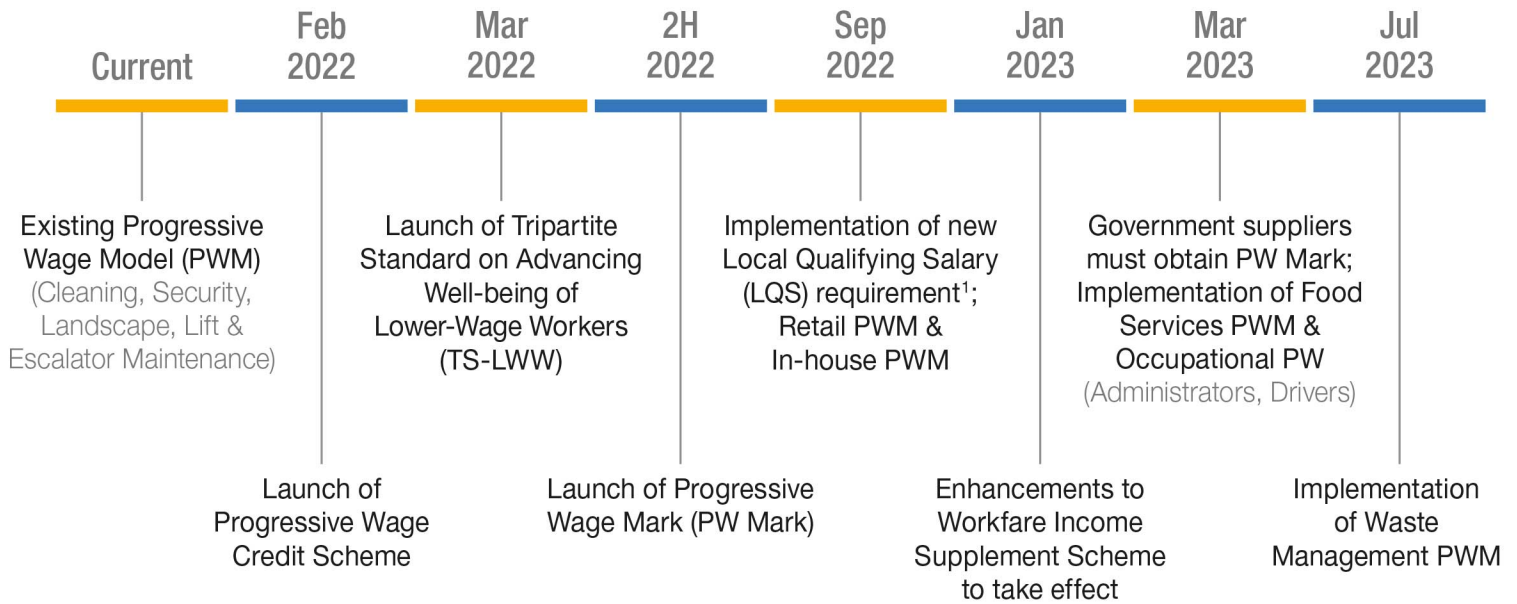 Current
Existing Progressive
Wage Model (PWM)
(Cleaning, Security,
Landscape, Lift &
Escalator Maintenance)
Feb
2022
Launch of
Progressive Wage
Credit Scheme
Mar
2022
Launch of Tripartite
Standard on Advancing
Well-being of
Lower-Wage Workers
(TS-LWW)
2H
2022
Launch of Progressive
Wage Mark (PW Mark)
Sep
2022
Implementation of new
Local Qualifying Salary
(LQS) requirement¹;
Retail PWM &
In-house PWM
Jan
2023
Enhancements to
Workfare Income
Supplement Scheme
to take effect
Mar
2023
Government suppliers
must obtain PW Mark;
Implementation of Food
Services PWM &
Occupational PW
(Administrators, Drivers)
Jul
2023
Implementation
of Waste
Management PWM